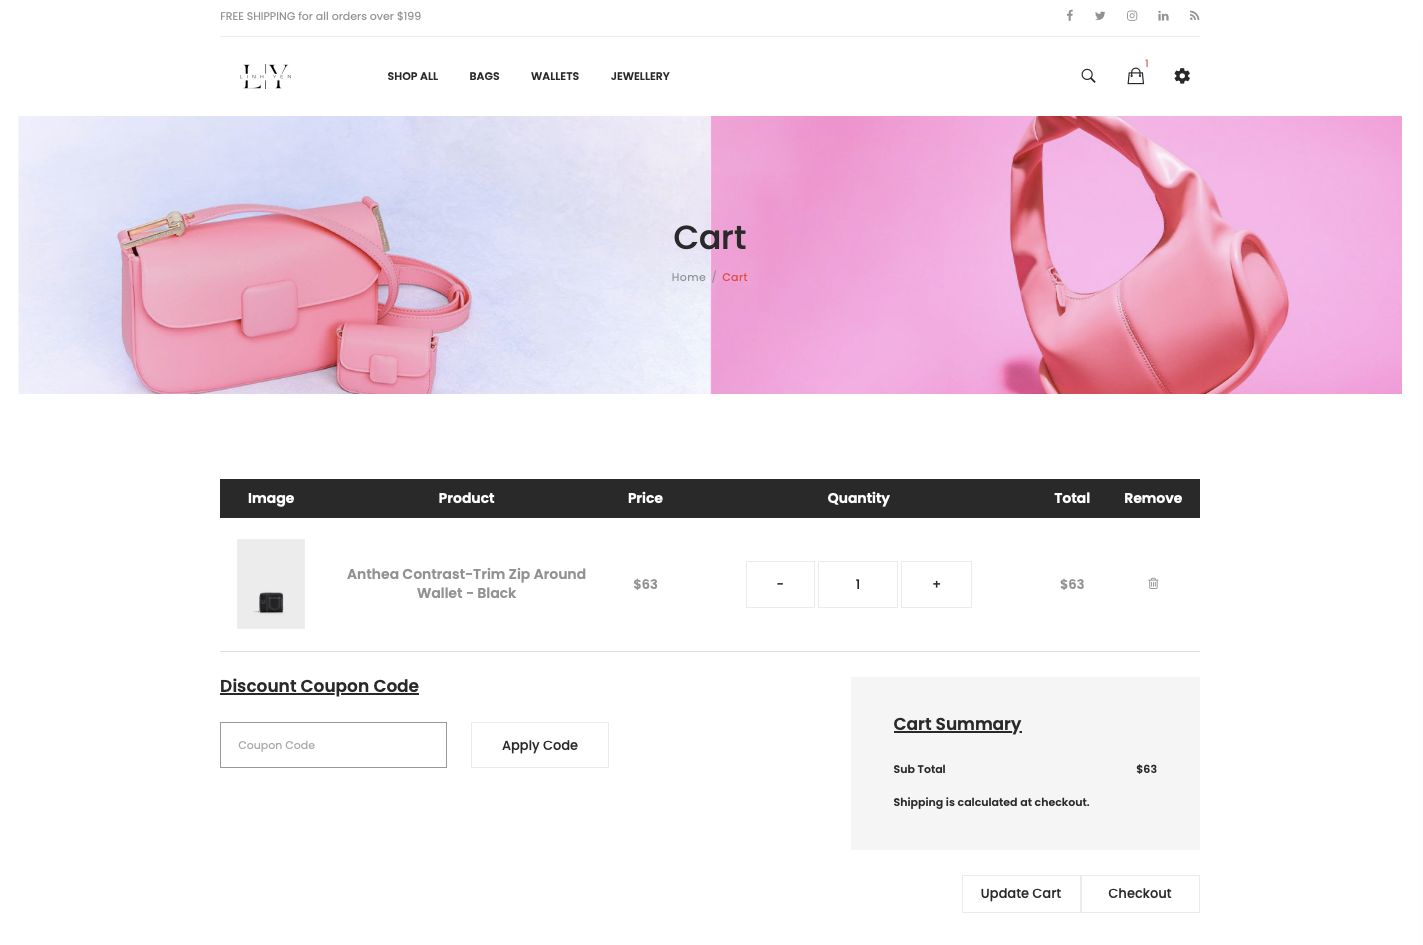 FREE SHIPPING for all orders over $199
LY
LINH YEN
SHOP ALL
BAGS
WALLETS
JEWELLERY
1
Cart
Home / Cart
Image
Product
Price
Quantity
Total
Remove
Anthea Contrast-Trim Zip Around
Wallet - Black
$63
-
1
+
$63
Discount Coupon Code
Coupon Code
Apply Code
Cart Summary
Sub Total
$63
Shipping is calculated at checkout.
Update Cart
Checkout